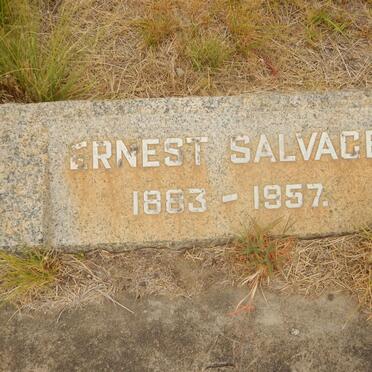 ERNEST SALVAGE
1883 - 1957.